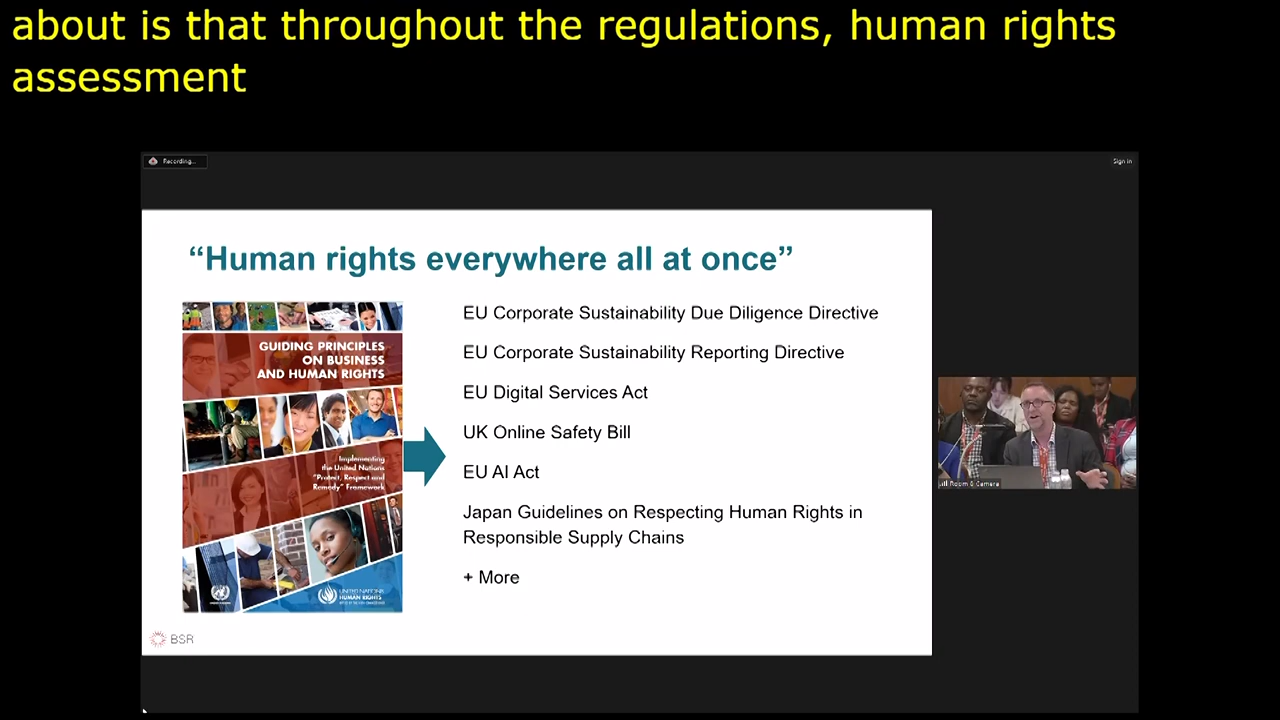 about is that throughout the regulations, human rights
assessment
Recording...
Sign in
“Human rights everywhere all at once”
GUIDING PRINCIPLES
ON BUSINESS
AND HUMAN RIGHTS
Implementing
the United Nations
“Protect, Respect and
Remedy” Framework
UNITED NATIONS
HUMAN RIGHTS
EU Corporate Sustainability Due Diligence Directive
EU Corporate Sustainability Reporting Directive
EU Digital Services Act
UK Online Safety Bill
EU AI Act
Japan Guidelines on Respecting Human Rights in
Responsible Supply Chains
+ More
BSR
Room 6 Camera